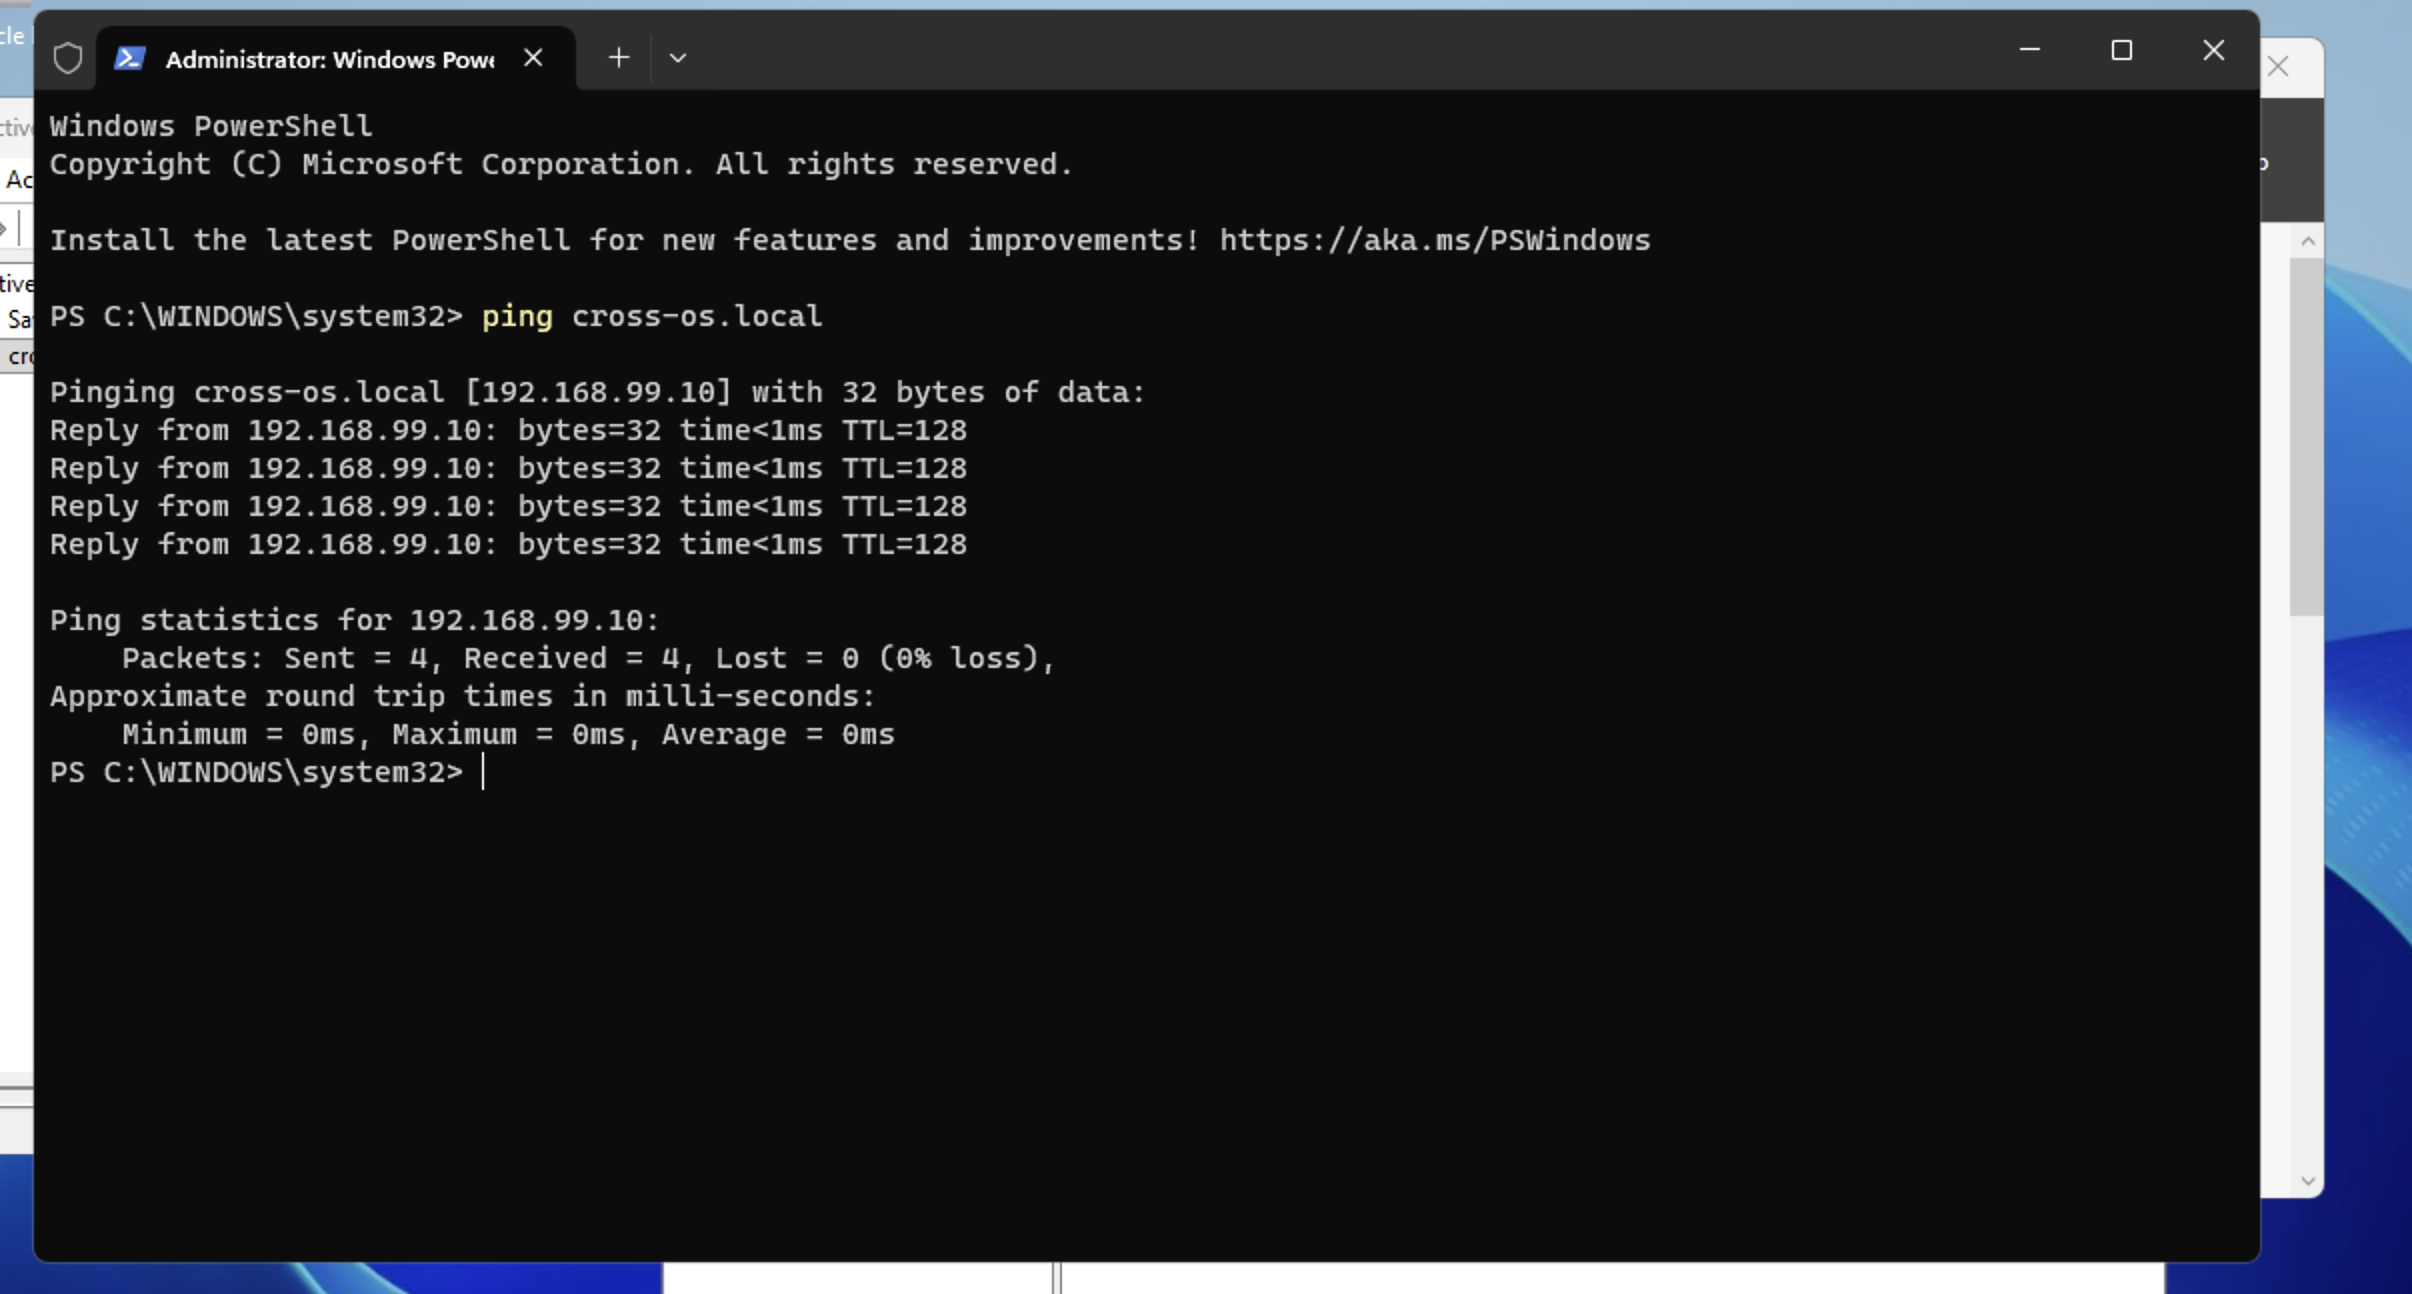 Administrator: Windows Powe
Windows PowerShell
Copyright (C) Microsoft Corporation. All rights reserved.
Install the latest PowerShell for new features and improvements! https://aka.ms/PSWindows
PS C:\WINDOWS\system32> ping cross-os.local
Pinging cross-os.local [192.168.99.10] with 32 bytes of data:
Reply from 192.168.99.10: bytes=32 time<1ms TTL=128
Reply from 192.168.99.10: bytes=32 time<1ms TTL=128
Reply from 192.168.99.10: bytes=32 time<1ms TTL=128
Reply from 192.168.99.10: bytes=32 time<1ms TTL=128
Ping statistics for 192.168.99.10:
    Packets: Sent = 4, Received = 4, Lost = 0 (0% loss),
Approximate round trip times in milli-seconds:
    Minimum = 0ms, Maximum = 0ms, Average = 0ms
PS C:\WINDOWS\system32>